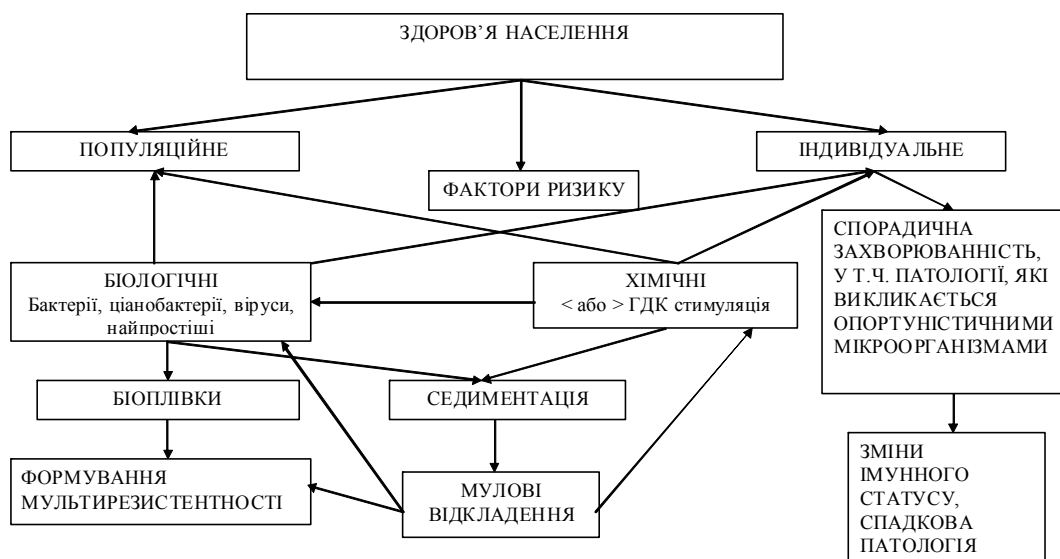 ЗДОРОВ’Я НАСЕЛЕННЯ
ПОПУЛЯЦІЙНЕ
ІНДИВІДУАЛЬНЕ
ФАКТОРИ РИЗИКУ
СПОРАДИЧНА
ЗАХВОРЮВАННІСТЬ,
У Т.Ч. ПАТОЛОГІЇ, ЯКІ
ВИКЛИКАЄТЬСЯ
ОПОРТУНІСТИЧНИМИ
МІКРООРГАНІЗМАМИ
БІОЛОГІЧНІ
Бактерії, ціанобактерії, віруси,
найпростіші
ХІМІЧНІ
< або > ГДК стимуляція
БІОПЛІВКИ
СЕДИМЕНТАЦІЯ
ФОРМУВАННЯ
МУЛЬТИРЕЗИСТЕНТНОСТІ
МУЛОВІ
ВІДКЛАДЕННЯ
ЗМІНИ
ІМУННОГО
СТАТУСУ,
СПАДКОВА
ПАТОЛОГІЯ